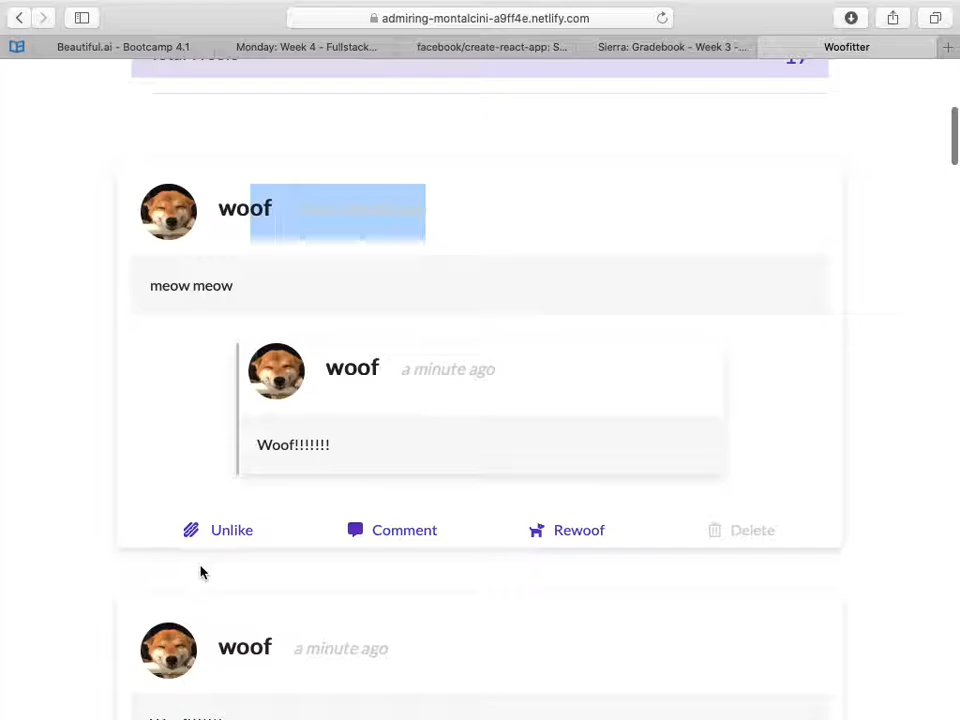 admiring-montalcini-a9ff4e.netlify.com
Beautiful.ai - Bootcamp 4.1
Monday: Week 4 - Fullstack...
facebook/create-react-app: S...
Sierra: Gradebook - Week 3 -...
Woofitter
17
woof
meow meow
woof a minute ago
Woof!!!!!!!
Unlike
Comment
Rewoof
Delete
woof a minute ago